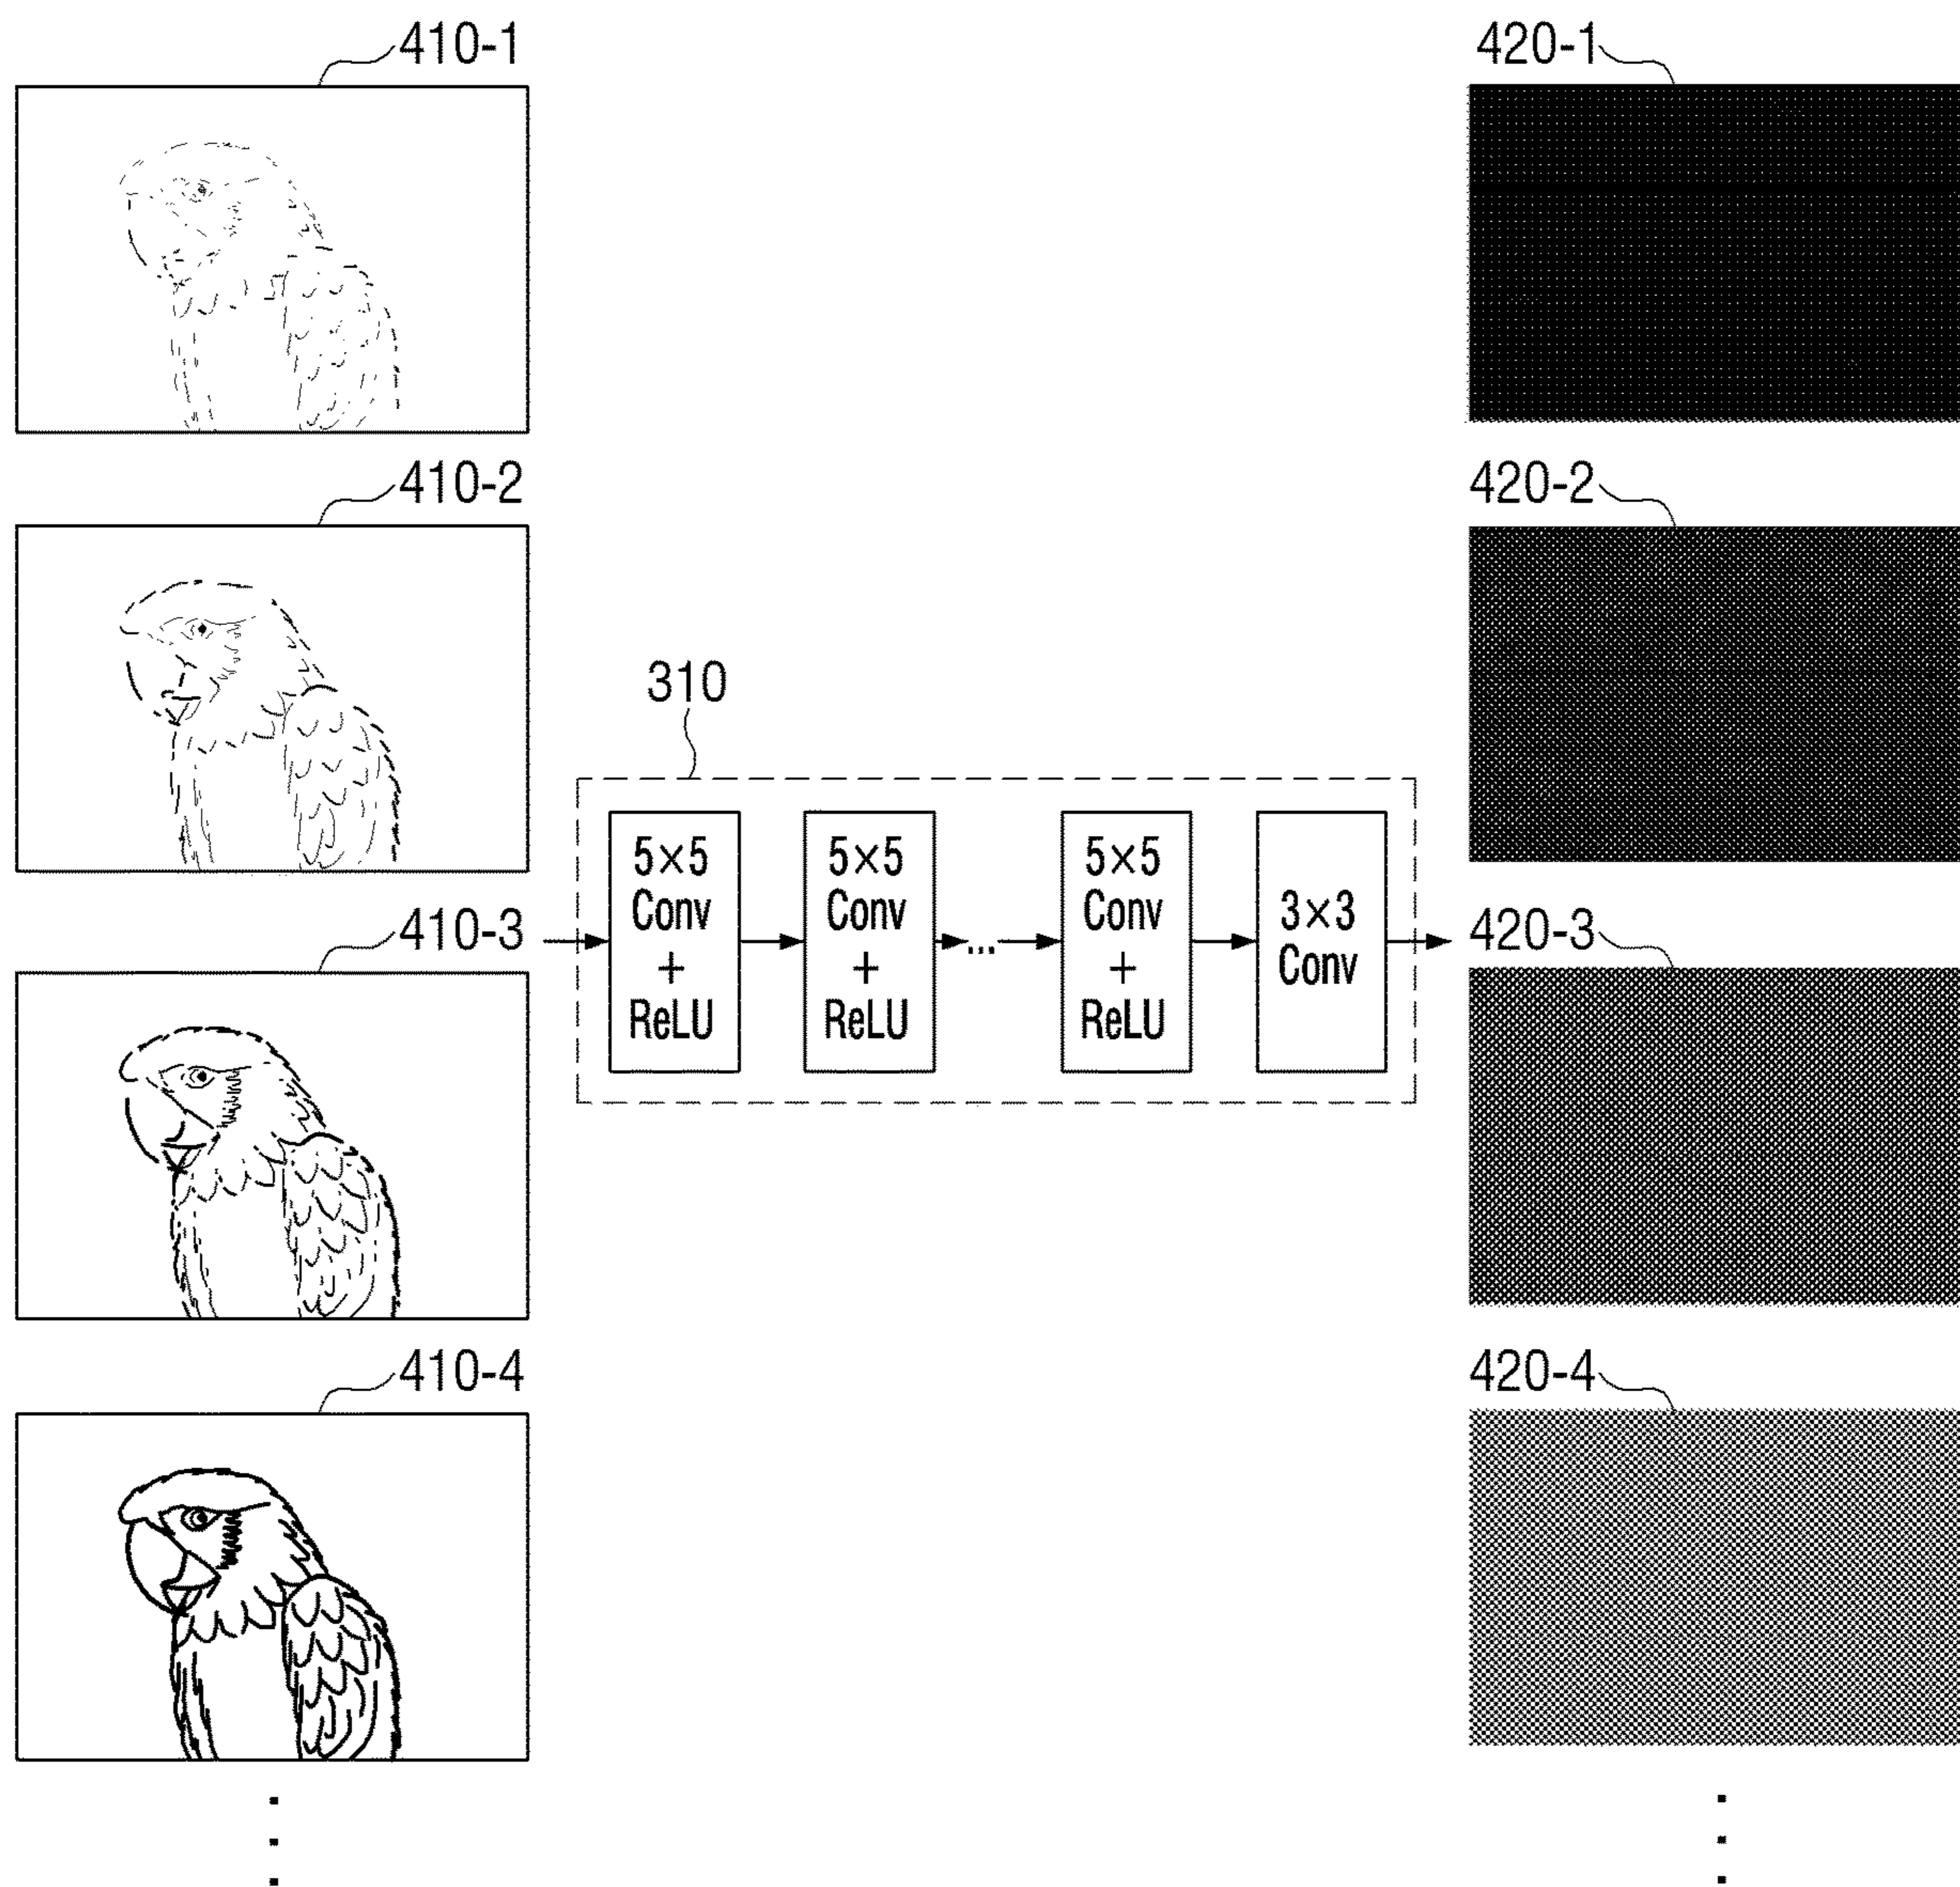 410-1
420-1
410-2
420-2
310
410-3
5×5
Conv
+
ReLU
5×5
Conv
+
ReLU
...
5×5
Conv
+
ReLU
3×3
Conv
420-3
410-4
420-4